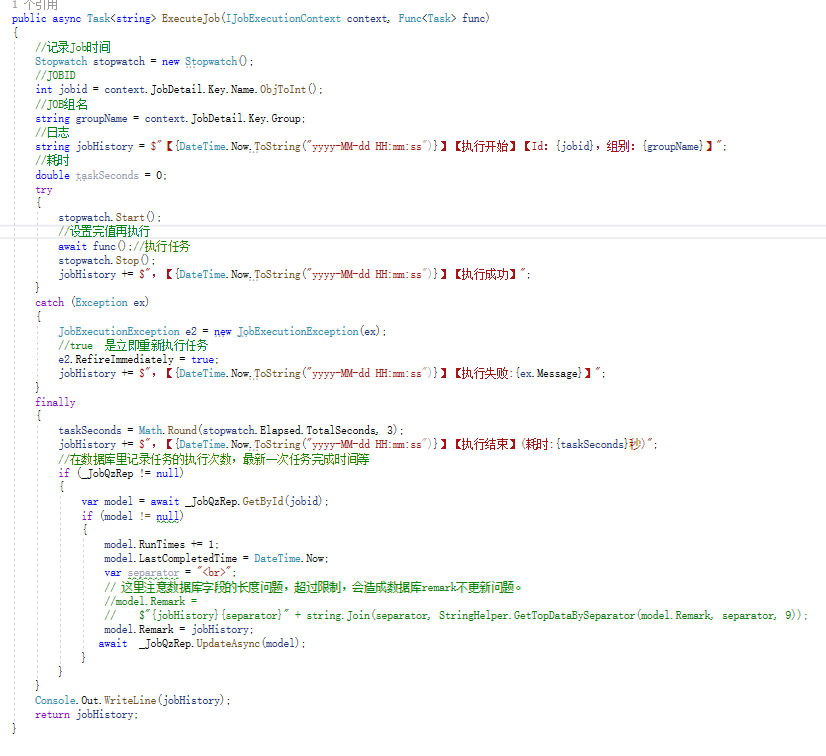 1 个引用
public async Task<string> ExecuteJob(IJobExecutionContext context, Func<Task> func)
{
//记录Job时间
Stopwatch stopwatch = new Stopwatch();
//JOBID
int jobid = context.JobDetail.Key.Name.ObjToInt();
//JOB组名
string groupName = context.JobDetail.Key.Group;
//日志
string jobHistory = $"【{DateTime.Now.ToString("yyyy-MM-dd HH:mm:ss")}】【执行开始】【Id：{jobid}，组别：{groupName}】";
//耗时
double taskSeconds = 0;
try
{
stopwatch.Start();
//设置完值再执行
await func();//执行任务
stopwatch.Stop();
jobHistory += $"，【{DateTime.Now.ToString("yyyy-MM-dd HH:mm:ss")}】【执行成功】";
}
catch (Exception ex)
{
JobExecutionException e2 = new JobExecutionException(ex);
//true  是立即重新执行任务
e2.RefireImmediately = true;
jobHistory += $"，【{DateTime.Now.ToString("yyyy-MM-dd HH:mm:ss")}】【执行失败:{ex.Message}】";
}
finally
{
taskSeconds = Math.Round(stopwatch.Elapsed.TotalSeconds, 3);
jobHistory += $"，【{DateTime.Now.ToString("yyyy-MM-dd HH:mm:ss")}】【执行结束】(耗时:{taskSeconds}秒)";
//在数据库里记录任务的执行次数，最新一次任务完成时间等
if (_JobQzRep != null)
{
var model = await _JobQzRep.GetById(jobid);
if (model != null)
{
model.RunTimes += 1;
model.LastCompletedTime = DateTime.Now;
var separator = "<br>";
// 这里注意数据库字段的长度问题，超过限制，会造成数据库remark不更新问题。
//model.Remark =
//    $"{jobHistory}{separator}" + string.Join(separator, StringHelper.GetTopDataBySeparator(model.Remark, separator, 9));
model.Remark = jobHistory;
await  _JobQzRep.UpdateAsync(model);
}
}
}
Console.Out.WriteLine(jobHistory);
return jobHistory;
}